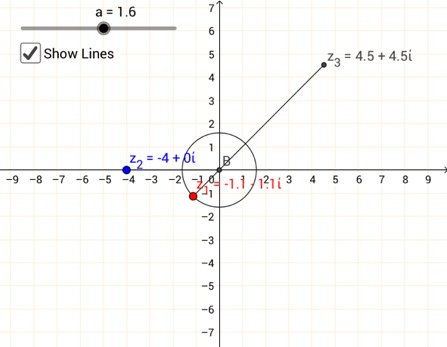 a = 1.6
Show Lines
z₃ = 4.5 + 4.5i
z₂ = -4 + 0i
B
z₁ = -1.1 - 1.1i
7
6
5
4
3
2
1
−9 −8 −7 −6 −5 −4 −3 −2 −1 0 1 2 3 4 5 6 7 8 9
−1
−2
−3
−4
−5
−6
−7